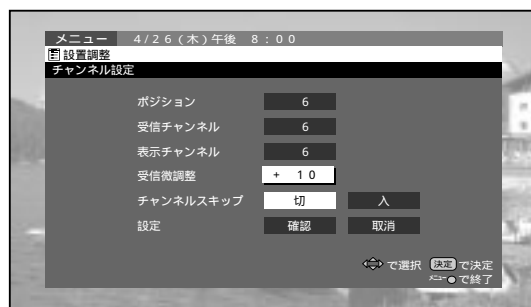 メニュー 4/26(木)午後 8:00
設置調整
チャンネル設定
ポジション 6
受信チャンネル 6
表示チャンネル 6
受信微調整 + 10
チャンネルスキップ 切 入
設定 確認 取消
で選択 決定 で決定
メニュー で終了